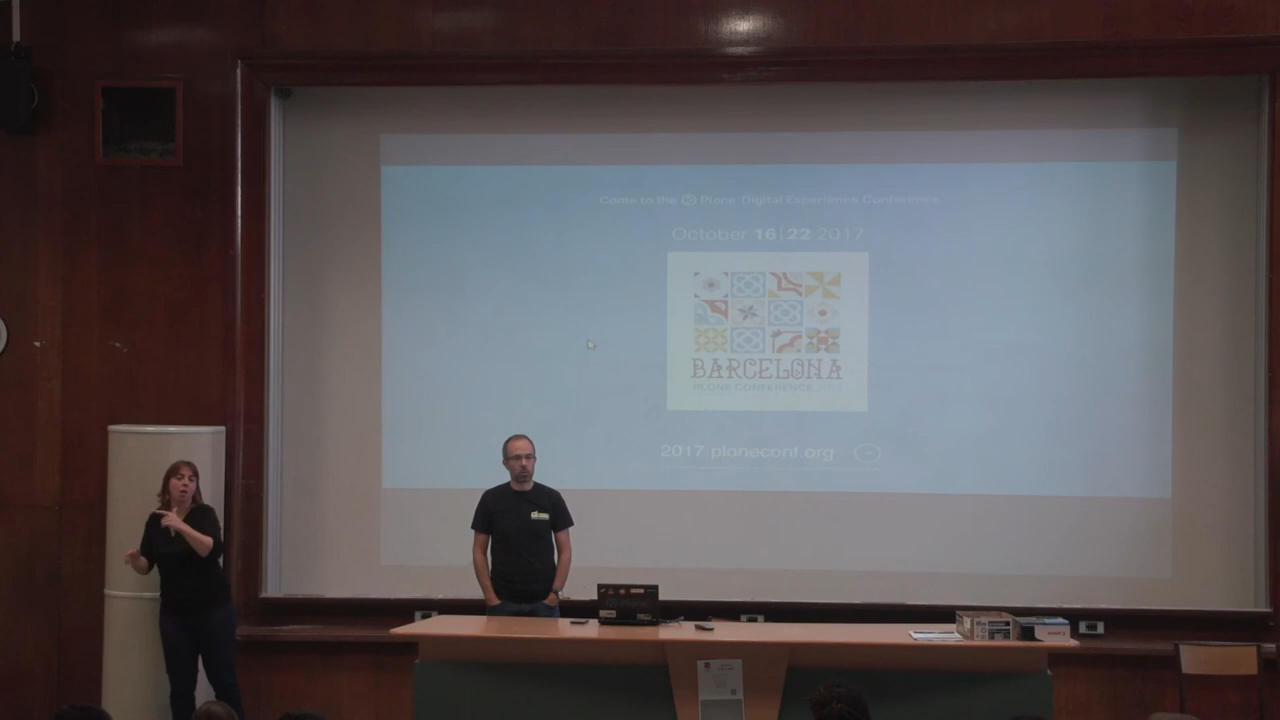 Come to the Plone Digital Experience Conference
October 16|22 2017
BARCELONA
PLONE CONFERENCE
2017.ploneconf.org